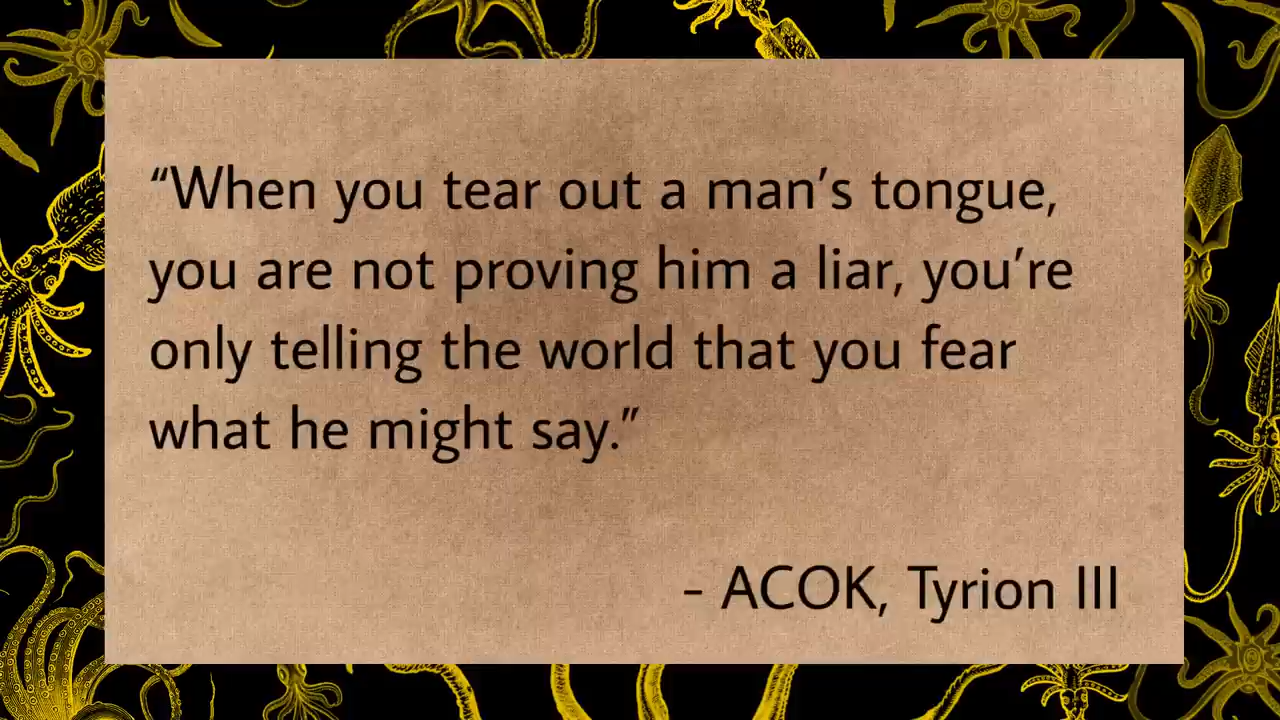 “When you tear out a man’s tongue,
you are not proving him a liar, you’re
only telling the world that you fear
what he might say.”
- ACOK, Tyrion III